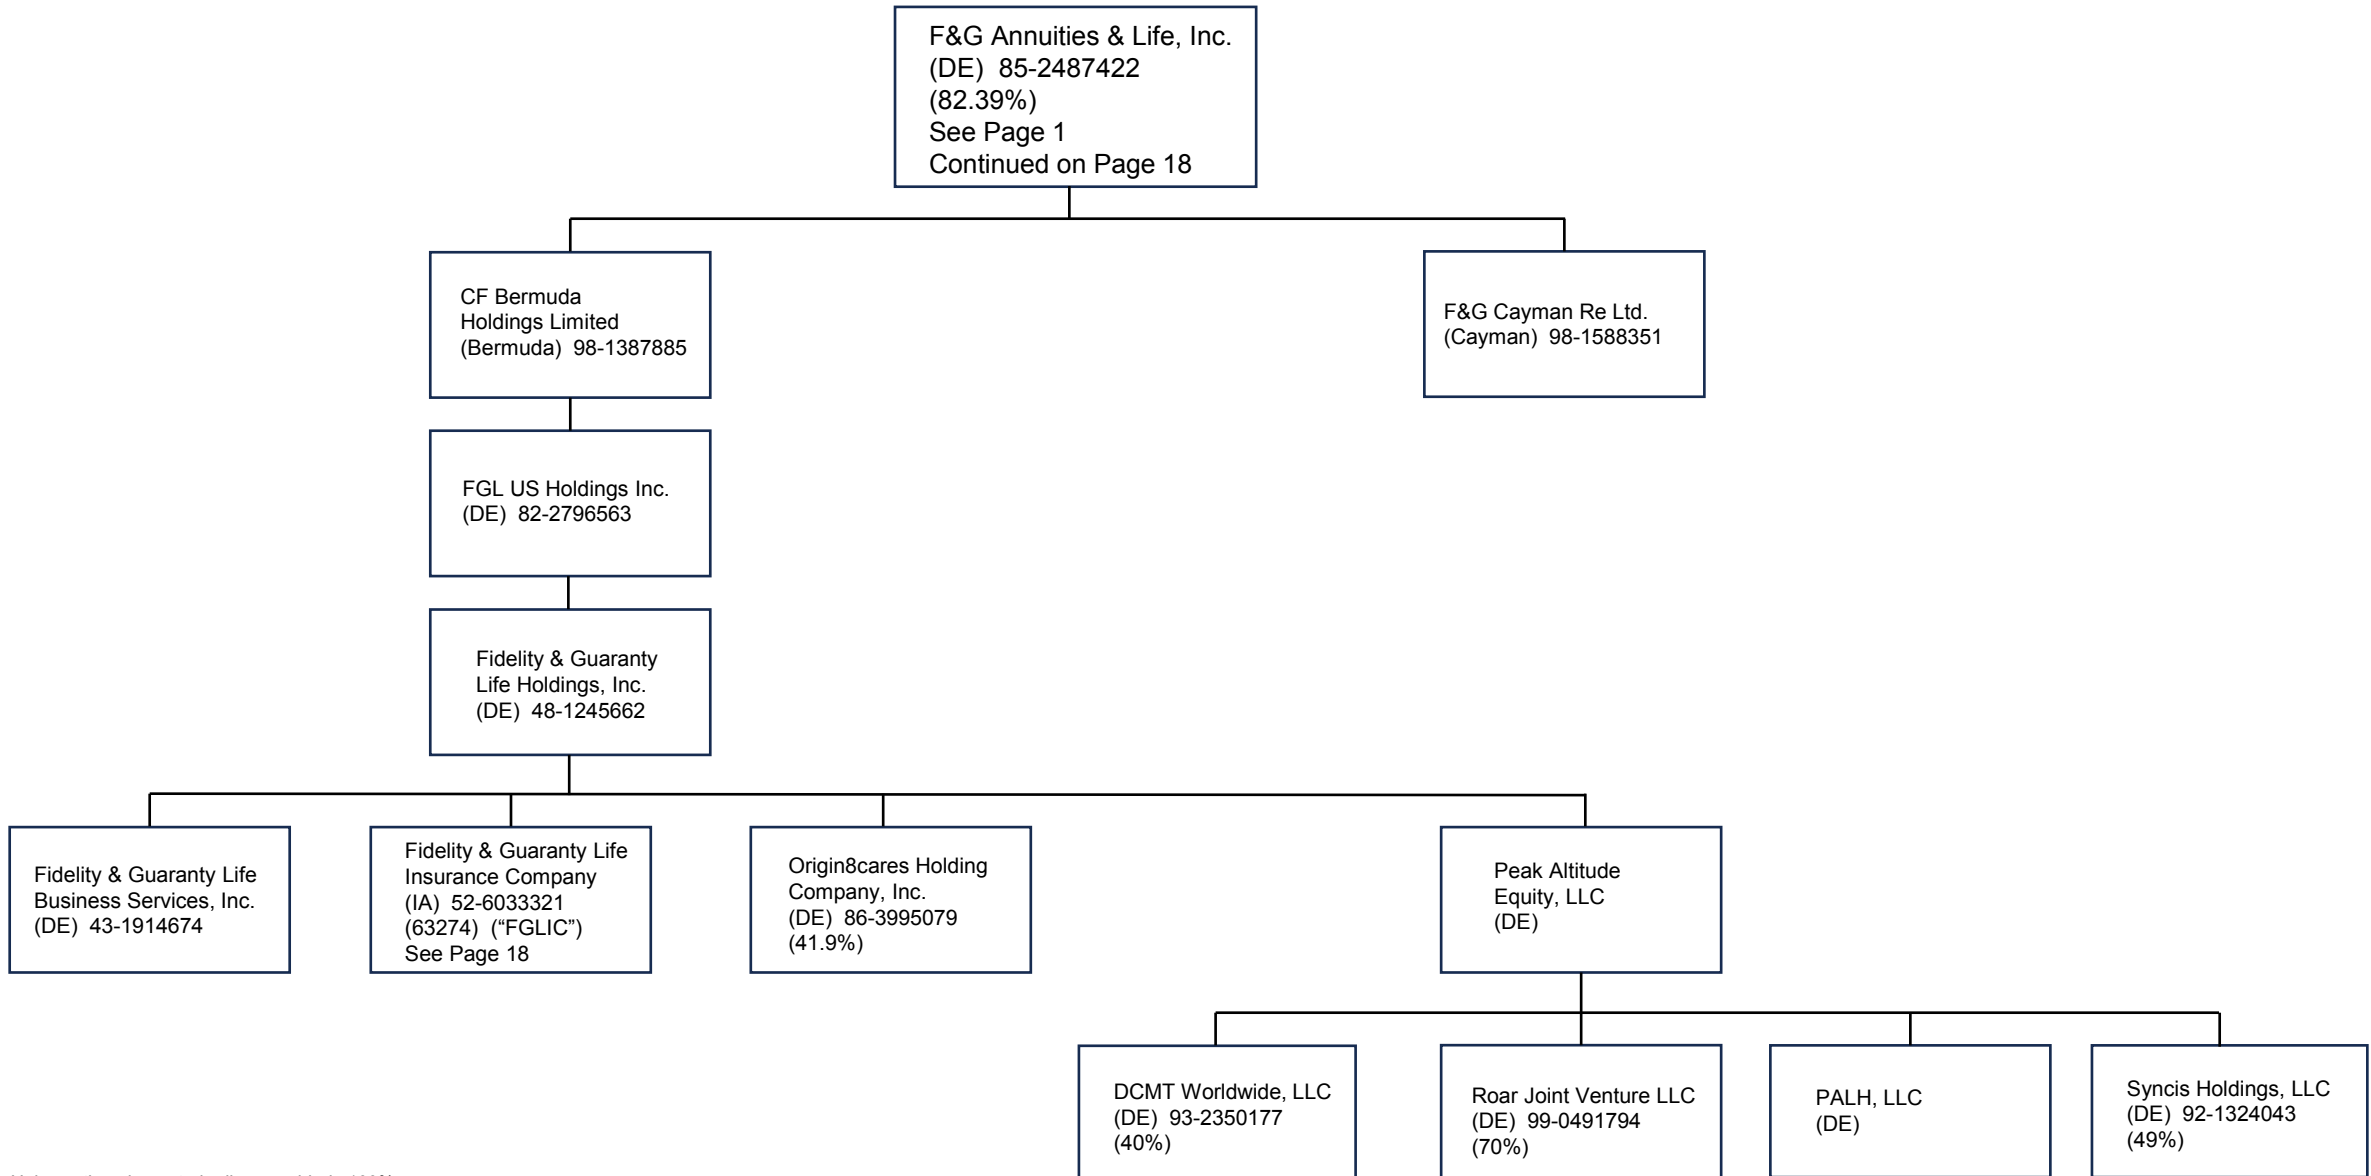 F&G Annuities & Life, Inc.
(DE) 85-2487422
(82.39%)
See Page 1
Continued on Page 18
CF Bermuda
Holdings Limited
(Bermuda) 98-1387885
F&G Cayman Re Ltd.
(Cayman) 98-1588351
FGL US Holdings Inc.
(DE) 82-2796563
Fidelity & Guaranty
Life Holdings, Inc.
(DE) 48-1245662
Fidelity & Guaranty Life
Business Services, Inc.
(DE) 43-1914674
Fidelity & Guaranty Life
Insurance Company
(IA) 52-6033321
(63274) (“FGLIC”)
See Page 18
Origin8cares Holding
Company, Inc.
(DE) 86-3995079
(41.9%)
Peak Altitude
Equity, LLC
(DE)
DCMT Worldwide, LLC
(DE) 93-2350177
(40%)
Roar Joint Venture LLC
(DE) 99-0491794
(70%)
PALH, LLC
(DE)
Syncis Holdings, LLC
(DE) 92-1324043
(49%)